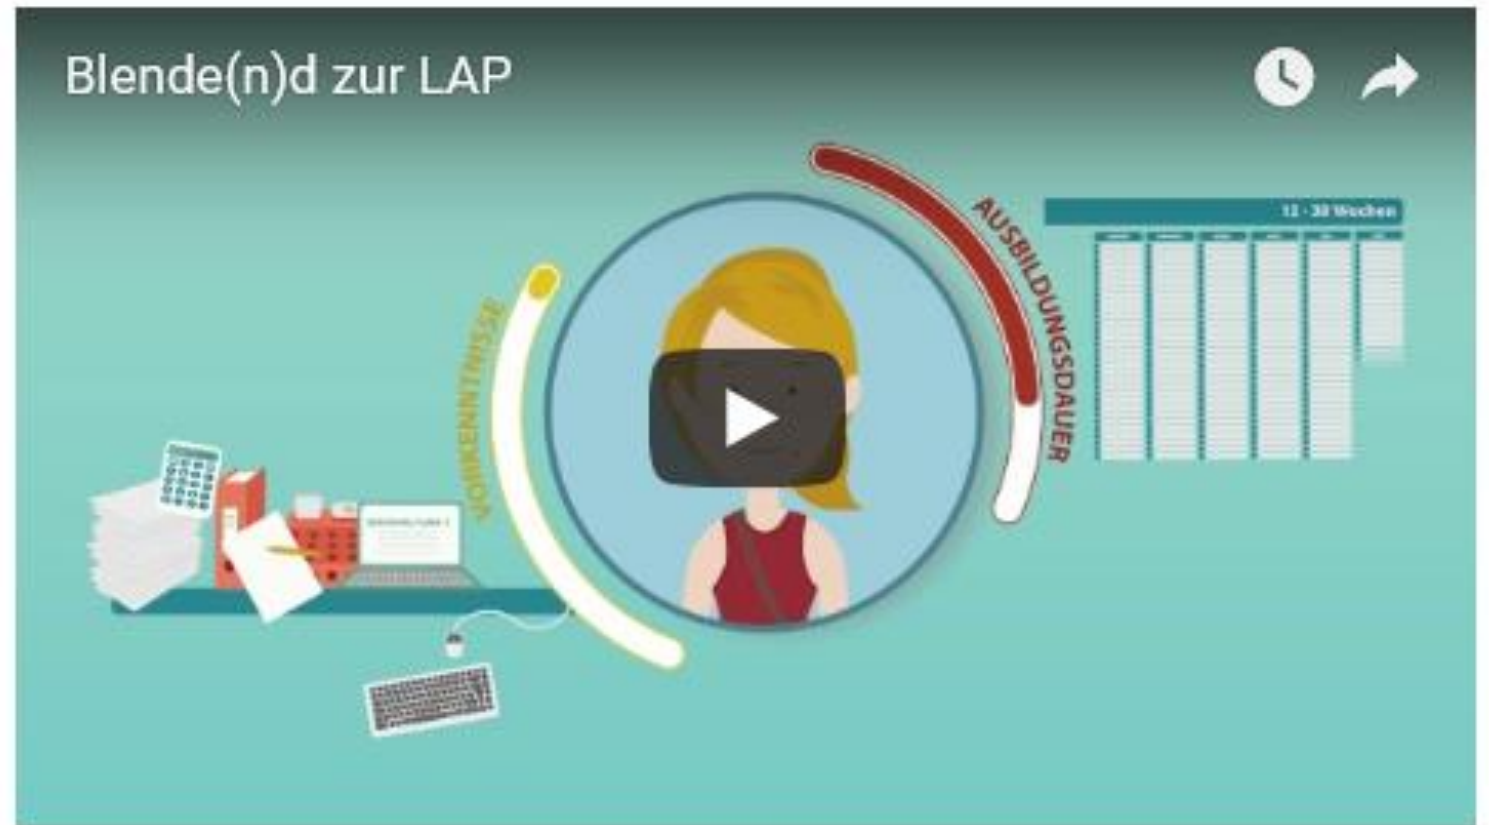 Blende(n)d zur LAP
AUSBILDUNGSDAUER
12 - 30 Wochen
VORKENNTNISSE